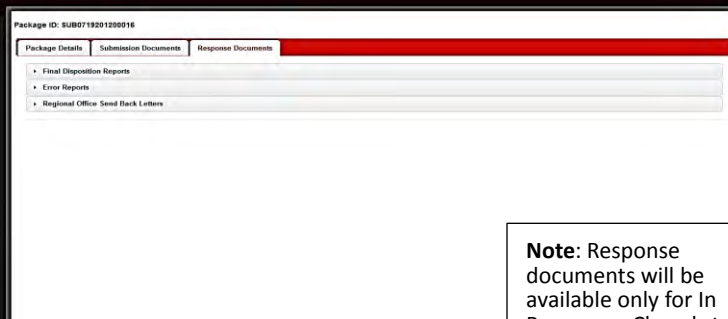 Package ID: SUB0719201200016
Package Details Submission Documents Response Documents
Final Disposition Reports
Error Reports
Regional Office Send Back Letters
Note: Response
documents will be
available only for In